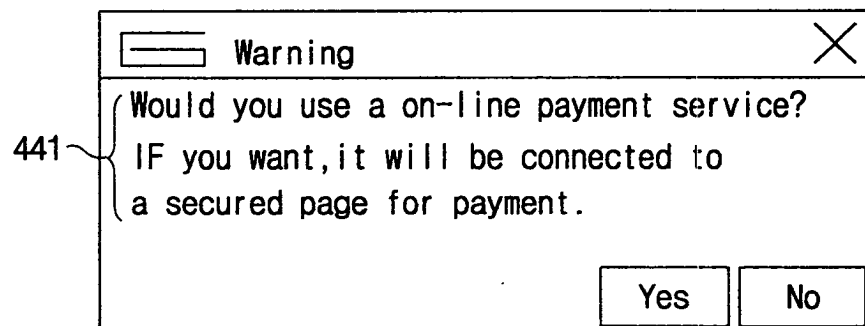 Warning
Would you use a on-line payment service?
441
IF you want,it will be connected to
a secured page for payment.
Yes No